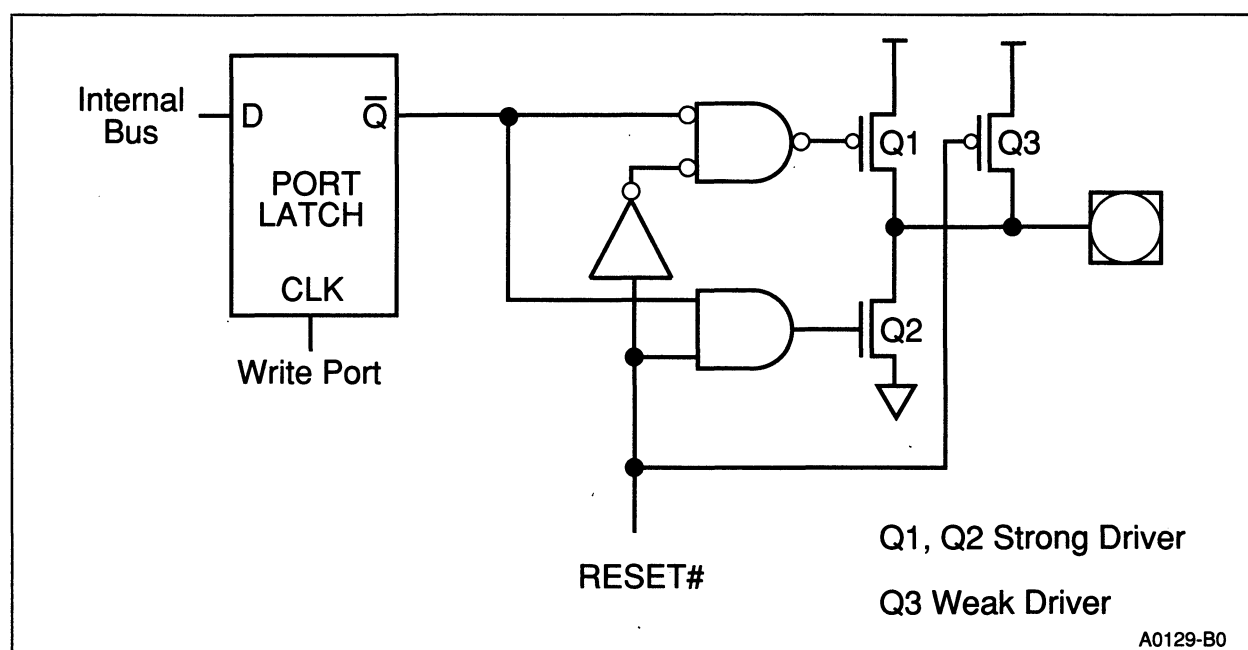 Internal
Bus
D
Q̅
PORT
LATCH
CLK
Write Port
Q1
Q3
Q2
RESET#
Q1, Q2 Strong Driver
Q3 Weak Driver
A0129-B0